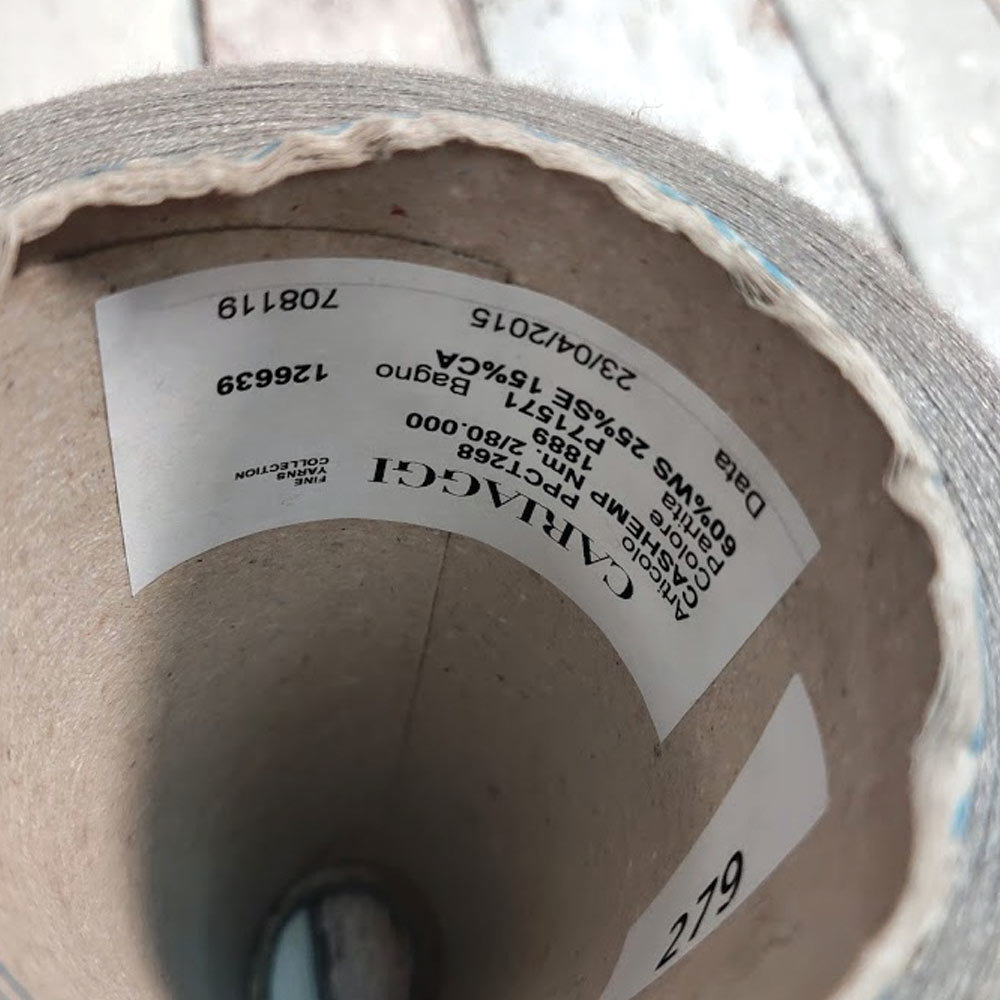 CARIAGGI FINE
YARNS
COLLECTION
Articolo PPCT268
CASHEMP Nm. 2/80.000
Colore 1889
Partita P71571 Bagno 126639
60%WS 25%SE 15%CA
Data 23/04/2015 708119
279